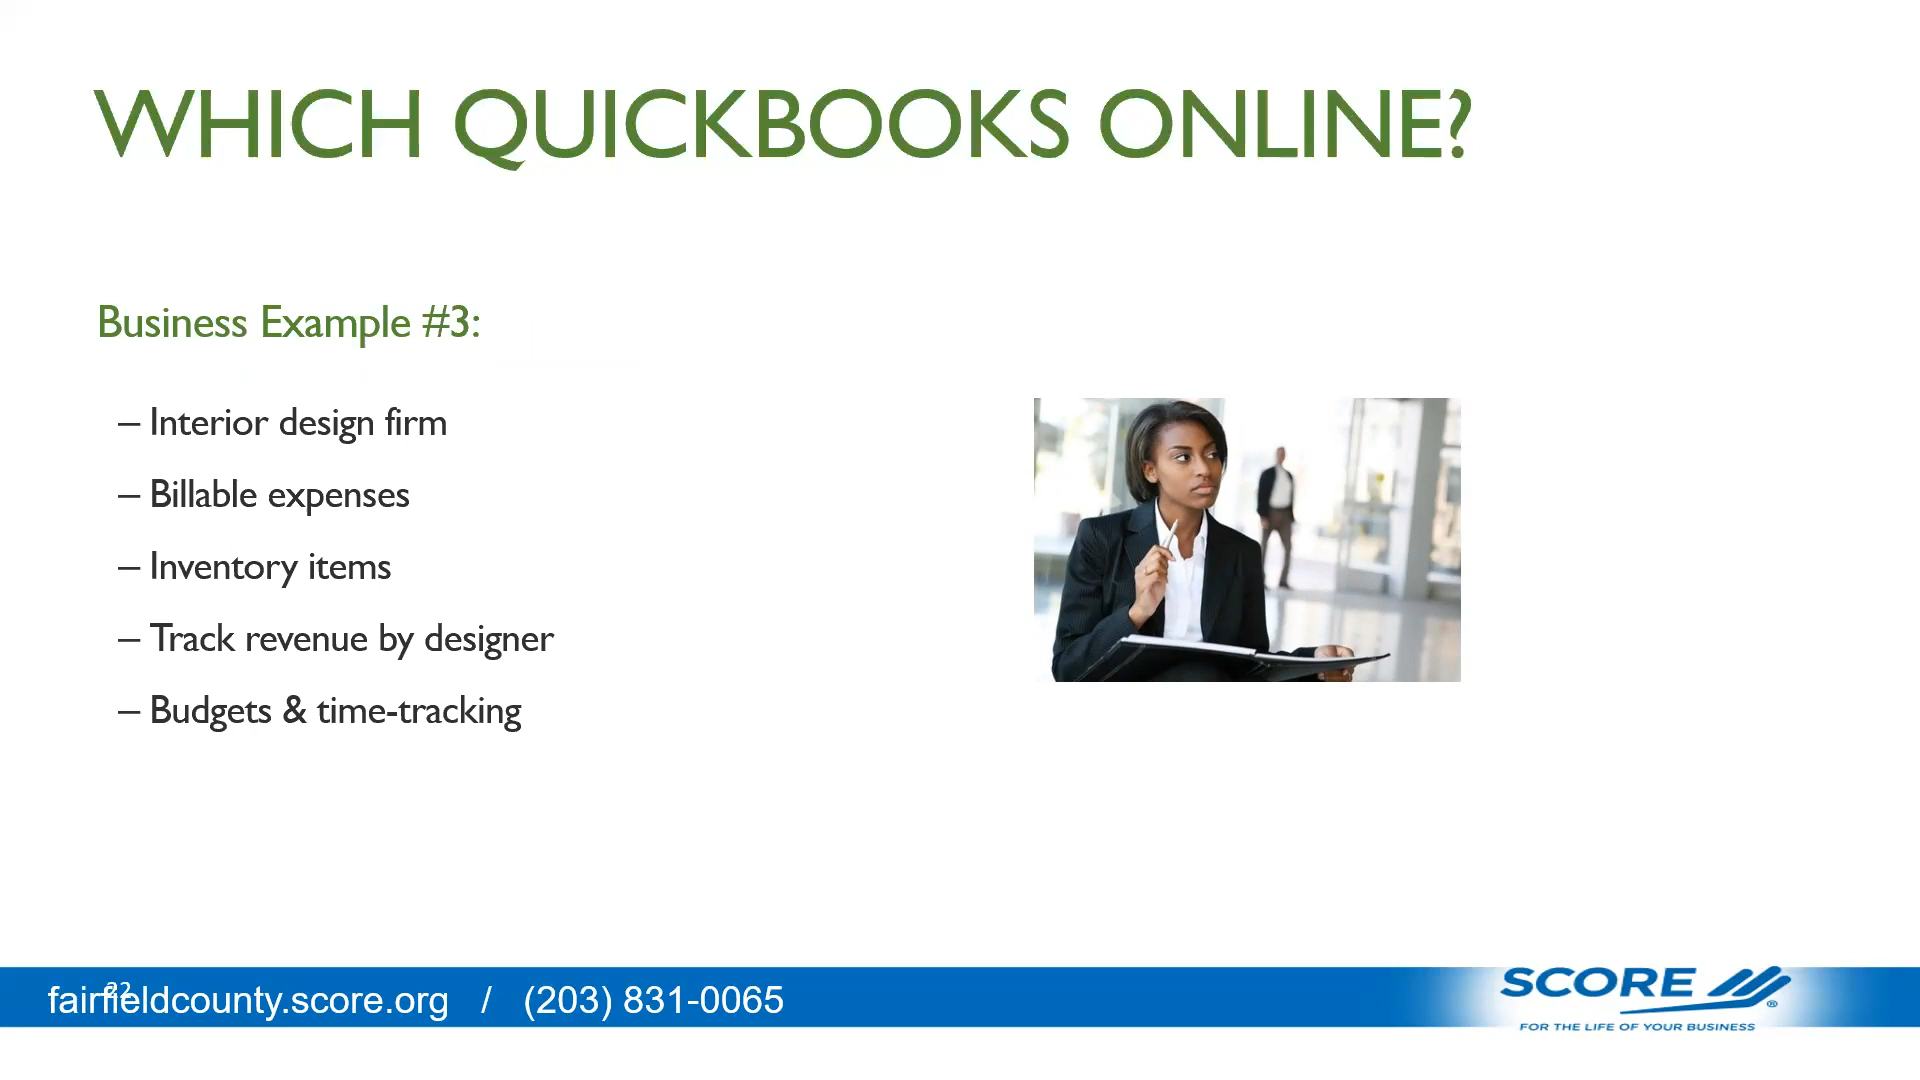 WHICH QUICKBOOKS ONLINE?
Business Example #3:
– Interior design firm
– Billable expenses
– Inventory items
– Track revenue by designer
– Budgets & time-tracking
22
fairfieldcounty.score.org / (203) 831-0065
SCORE ®
FOR THE LIFE OF YOUR BUSINESS